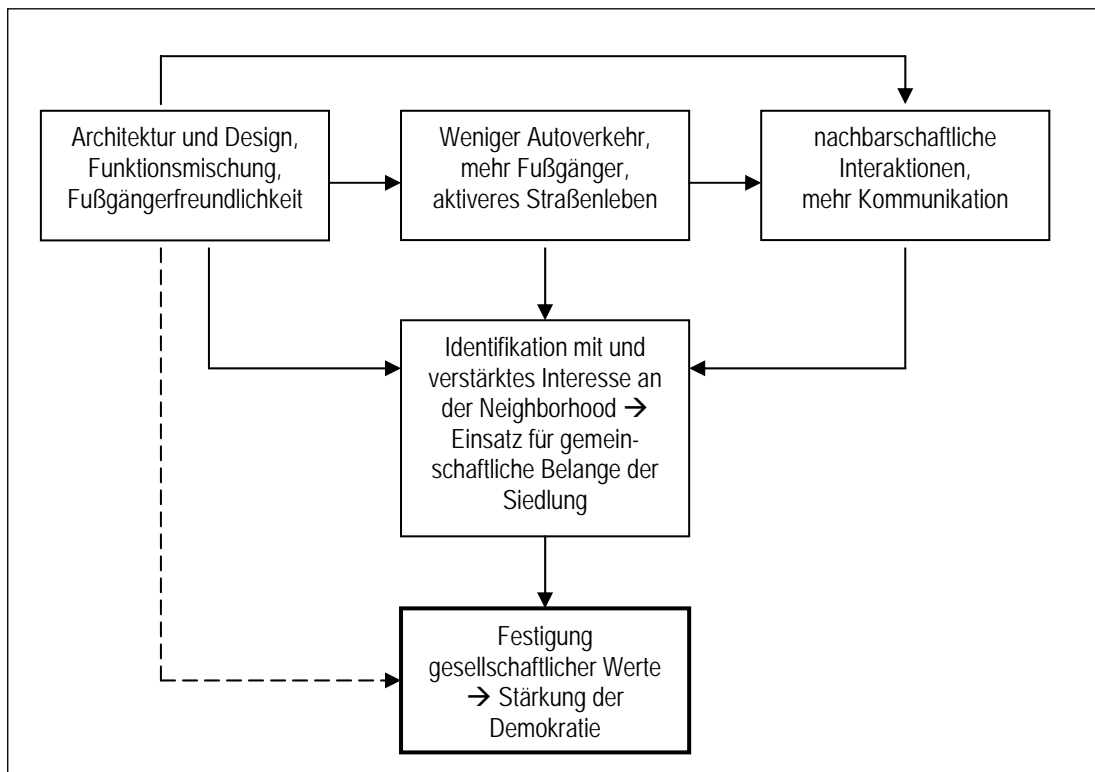 Architektur und Design,
Funktionsmischung,
Fußgängerfreundlichkeit
Weniger Autoverkehr,
mehr Fußgänger,
aktiveres Straßenleben
nachbarschaftliche
Interaktionen,
mehr Kommunikation
Identifikation mit und
verstärktes Interesse an
der Neighborhood →
Einsatz für gemein-
schaftliche Belange der
Siedlung
Festigung
gesellschaftlicher Werte
→ Stärkung der
Demokratie